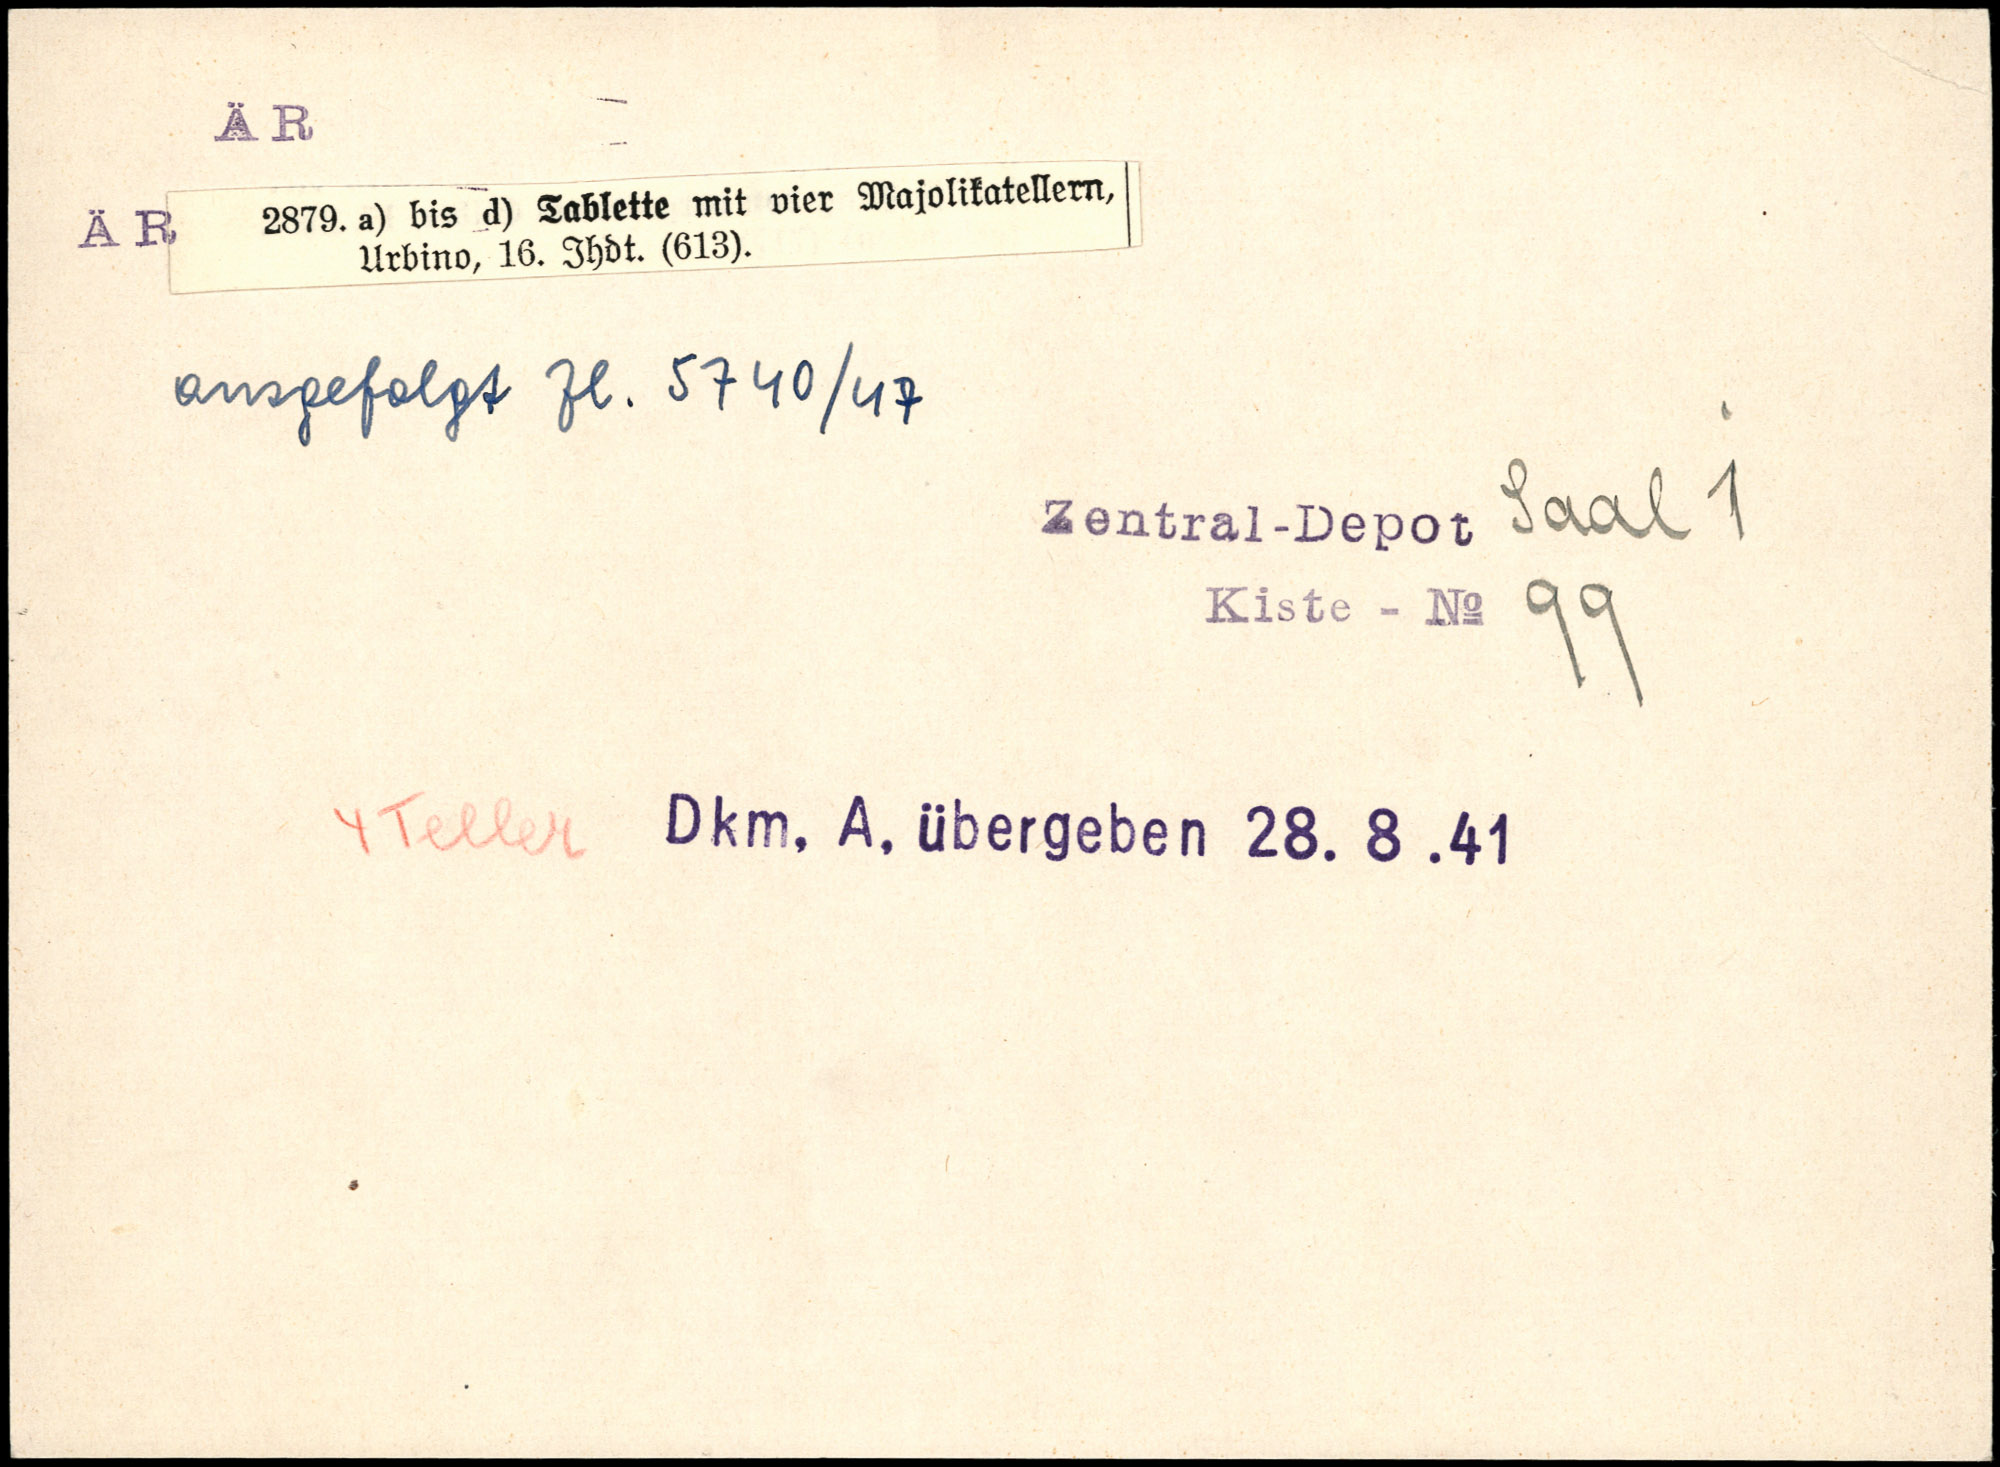 ÄR
ÄR
2879. a) bis d) Tablette mit vier Majolikatellern,
Urbino, 16. Jhdt. (613).
ausgefolgt Zl. 5740/47
Zentral-Depot Saal 1
Kiste - № 99
4 Teller Dkm. A. übergeben 28. 8 .41